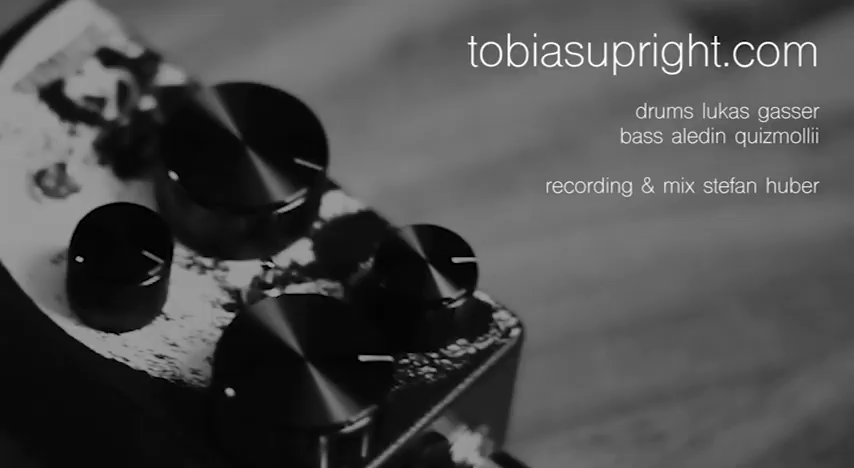 tobiasupright.com
drums lukas gasser
bass aledin quizmollii
recording & mix stefan huber